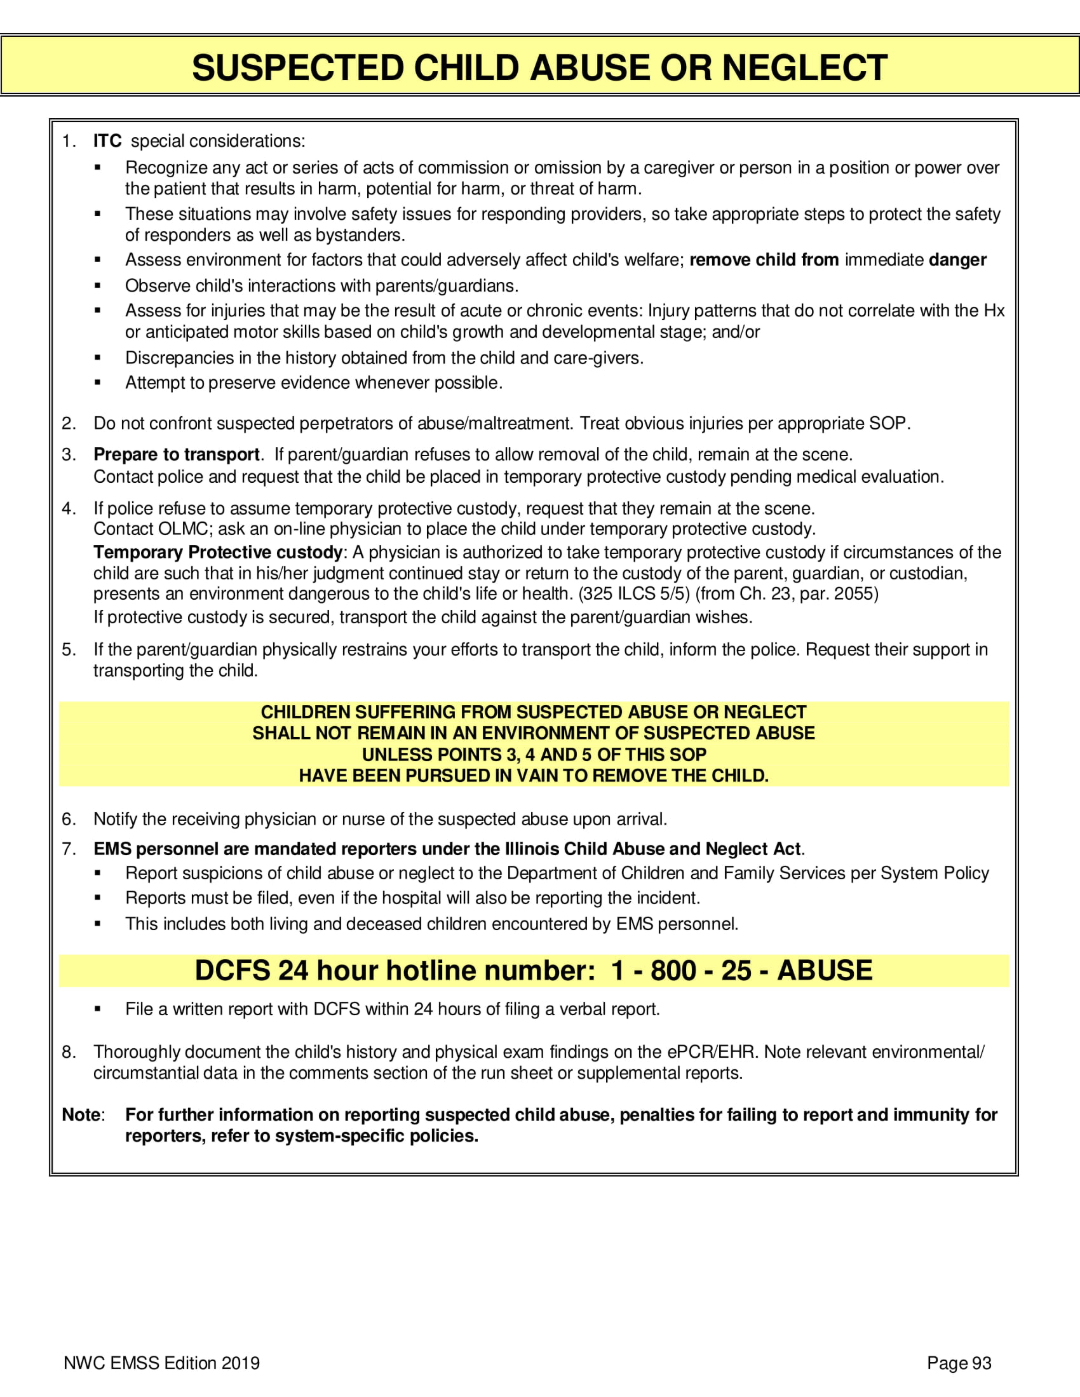 SUSPECTED CHILD ABUSE OR NEGLECT
1. ITC special considerations:
▪ Recognize any act or series of acts of commission or omission by a caregiver or person in a position or power over
the patient that results in harm, potential for harm, or threat of harm.
▪ These situations may involve safety issues for responding providers, so take appropriate steps to protect the safety
of responders as well as bystanders.
▪ Assess environment for factors that could adversely affect child's welfare; remove child from immediate danger
▪ Observe child's interactions with parents/guardians.
▪ Assess for injuries that may be the result of acute or chronic events: Injury patterns that do not correlate with the Hx
or anticipated motor skills based on child's growth and developmental stage; and/or
▪ Discrepancies in the history obtained from the child and care-givers.
▪ Attempt to preserve evidence whenever possible.
2. Do not confront suspected perpetrators of abuse/maltreatment. Treat obvious injuries per appropriate SOP.
3. Prepare to transport. If parent/guardian refuses to allow removal of the child, remain at the scene.
Contact police and request that the child be placed in temporary protective custody pending medical evaluation.
4. If police refuse to assume temporary protective custody, request that they remain at the scene.
Contact OLMC; ask an on-line physician to place the child under temporary protective custody.
Temporary Protective custody: A physician is authorized to take temporary protective custody if circumstances of the
child are such that in his/her judgment continued stay or return to the custody of the parent, guardian, or custodian,
presents an environment dangerous to the child's life or health. (325 ILCS 5/5) (from Ch. 23, par. 2055)
If protective custody is secured, transport the child against the parent/guardian wishes.
5. If the parent/guardian physically restrains your efforts to transport the child, inform the police. Request their support in
transporting the child.
CHILDREN SUFFERING FROM SUSPECTED ABUSE OR NEGLECT
SHALL NOT REMAIN IN AN ENVIRONMENT OF SUSPECTED ABUSE
UNLESS POINTS 3, 4 AND 5 OF THIS SOP
HAVE BEEN PURSUED IN VAIN TO REMOVE THE CHILD.
6. Notify the receiving physician or nurse of the suspected abuse upon arrival.
7. EMS personnel are mandated reporters under the Illinois Child Abuse and Neglect Act.
▪ Report suspicions of child abuse or neglect to the Department of Children and Family Services per System Policy
▪ Reports must be filed, even if the hospital will also be reporting the incident.
▪ This includes both living and deceased children encountered by EMS personnel.
DCFS 24 hour hotline number: 1 - 800 - 25 - ABUSE
▪ File a written report with DCFS within 24 hours of filing a verbal report.
8. Thoroughly document the child's history and physical exam findings on the ePCR/EHR. Note relevant environmental/
circumstantial data in the comments section of the run sheet or supplemental reports.
Note: For further information on reporting suspected child abuse, penalties for failing to report and immunity for
reporters, refer to system-specific policies.
NWC EMSS Edition 2019 Page 93